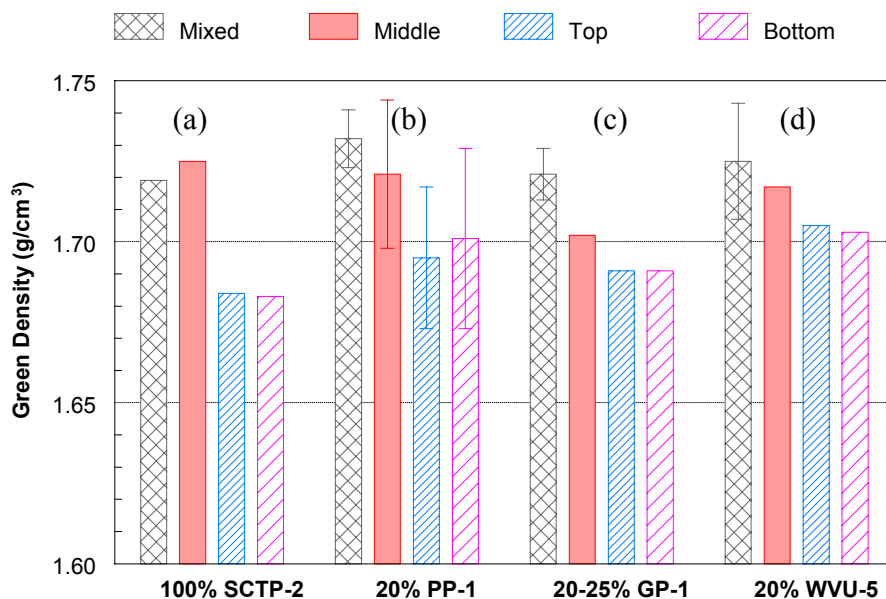 Mixed Middle Top Bottom
1.75
(a) (b) (c) (d)
1.70
1.65
1.60
Green Density (g/cm³)
100% SCTP-2 20% PP-1 20-25% GP-1 20% WVU-5